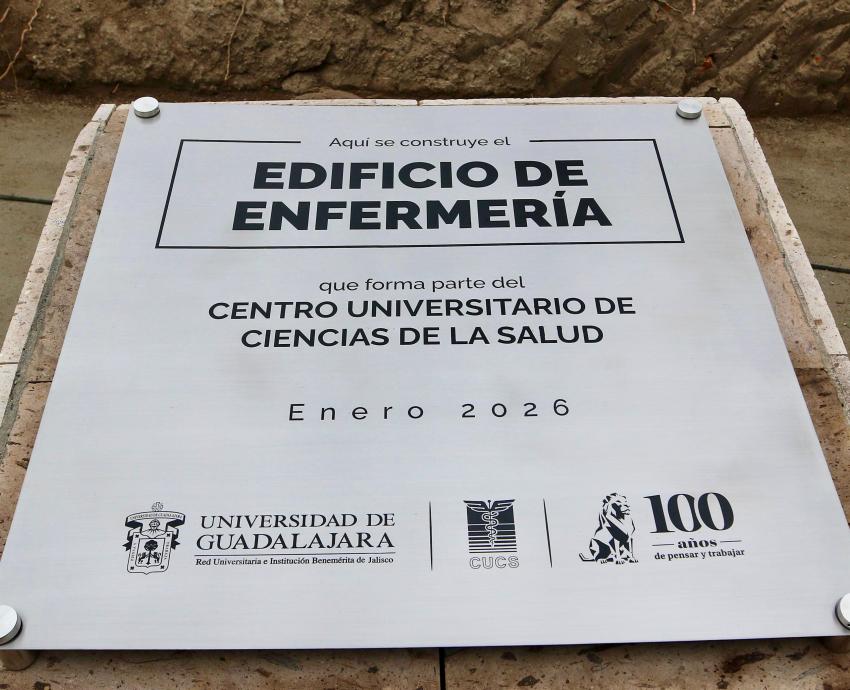 Aquí se construye el
EDIFICIO DE
ENFERMERÍA
que forma parte del
CENTRO UNIVERSITARIO DE
CIENCIAS DE LA SALUD
Enero 2026
UNIVERSIDAD DE
GUADALAJARA
Red Universitaria e Institución Benemérita de Jalisco
CUCS
100
años
de pensar y trabajar